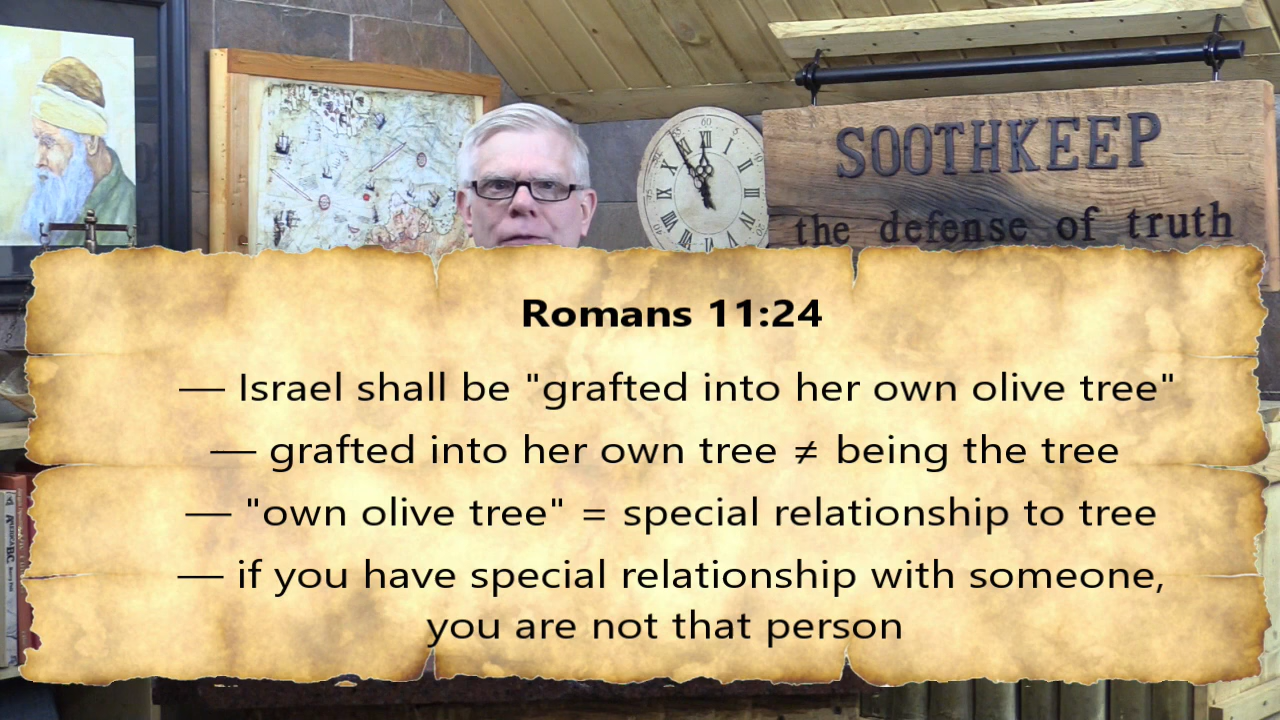 SOOTHKEEP
the defense of truth
Romans 11:24
— Israel shall be "grafted into her own olive tree"
— grafted into her own tree ≠ being the tree
— "own olive tree" = special relationship to tree
— if you have special relationship with someone,
you are not that person